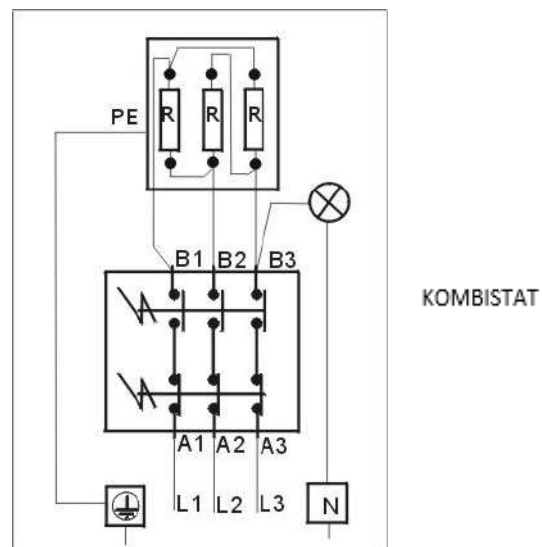 PE R R R
B1 B2 B3
KOMBISTAT
A1 A2 A3
L1 L2 L3 N